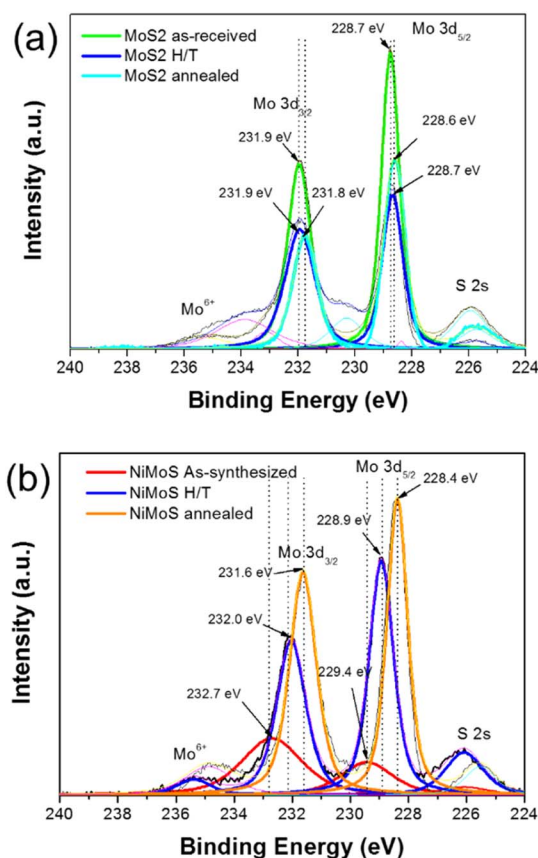 (a)
MoS2 as-received
MoS2 H/T
MoS2 annealed
228.7 eV
Mo 3d5/2
Mo 3d3/2
231.9 eV
228.6 eV
231.9 eV
231.8 eV
228.7 eV
Mo6+
S 2s
Intensity (a.u.)
240 238 236 234 232 230 228 226 224
Binding Energy (eV)
(b)
NiMoS As-synthesized
NiMoS H/T
NiMoS annealed
Mo 3d5/2
228.4 eV
228.9 eV
Mo 3d3/2
231.6 eV
232.0 eV
229.4 eV
232.7 eV
Mo6+
S 2s
Intensity (a.u.)
240 238 236 234 232 230 228 226 224
Binding Energy (eV)